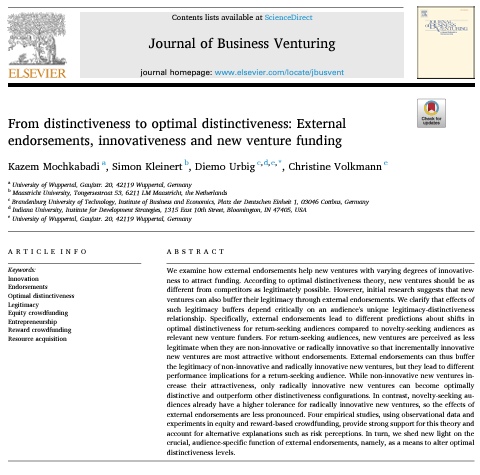 Contents lists available at ScienceDirect
Journal of Business Venturing
journal homepage: www.elsevier.com/locate/jbusvent
ELSEVIER
JOURNAL OF
BUSINESS
VENTURING
Check for
updates
From distinctiveness to optimal distinctiveness: External
endorsements, innovativeness and new venture funding
Kazem Mochkabadi a, Simon Kleinert b, Diemo Urbig c,d,e,*, Christine Volkmann e
a University of Wuppertal, Gaußstr. 20, 42119 Wuppertal, Germany
b Maastricht University, Tongersestraat 53, 6211 LM Maastricht, the Netherlands
c Brandenburg University of Technology, Institute of Business and Economics, Platz der Deutschen Einheit 1, 03046 Cottbus, Germany
d Indiana University, Institute for Development Strategies, 1315 East 10th Street, Bloomington, IN 47405, USA
e University of Wuppertal, Gaußstr. 20, 42119 Wuppertal, Germany
ARTICLE INFO
Keywords:
Innovation
Endorsements
Optimal distinctiveness
Legitimacy
Equity crowdfunding
Entrepreneurship
Reward crowdfunding
Resource acquisition
ABSTRACT
We examine how external endorsements help new ventures with varying degrees of innovative-
ness to attract funding. According to optimal distinctiveness theory, new ventures should be as
different from competitors as legitimately possible. However, initial research suggests that new
ventures can also buffer their legitimacy through external endorsements. We clarify that effects of
such legitimacy buffers depend critically on an audience's unique legitimacy-distinctiveness
relationship. Specifically, external endorsements lead to different predictions about shifts in
optimal distinctiveness for return-seeking audiences compared to novelty-seeking audiences as
relevant new venture funders. For return-seeking audiences, new ventures are perceived as less
legitimate when they are non-innovative or radically innovative so that incrementally innovative
new ventures are most attractive without endorsements. External endorsements can thus buffer
the legitimacy of non-innovative and radically innovative new ventures, but they lead to different
performance implications for a return-seeking audience. While non-innovative new ventures in-
crease their attractiveness, only radically innovative new ventures can become optimally
distinctive and outperform other distinctiveness configurations. In contrast, novelty-seeking au-
diences already have a higher tolerance for radically innovative new ventures, so the effects of
external endorsements are less pronounced. Four empirical studies, using observational data and
experiments in equity and reward-based crowdfunding, provide strong support for this theory and
account for alternative explanations such as risk perceptions. In turn, we shed new light on the
crucial, audience-specific function of external endorsements, namely, as a means to alter optimal
distinctiveness levels.